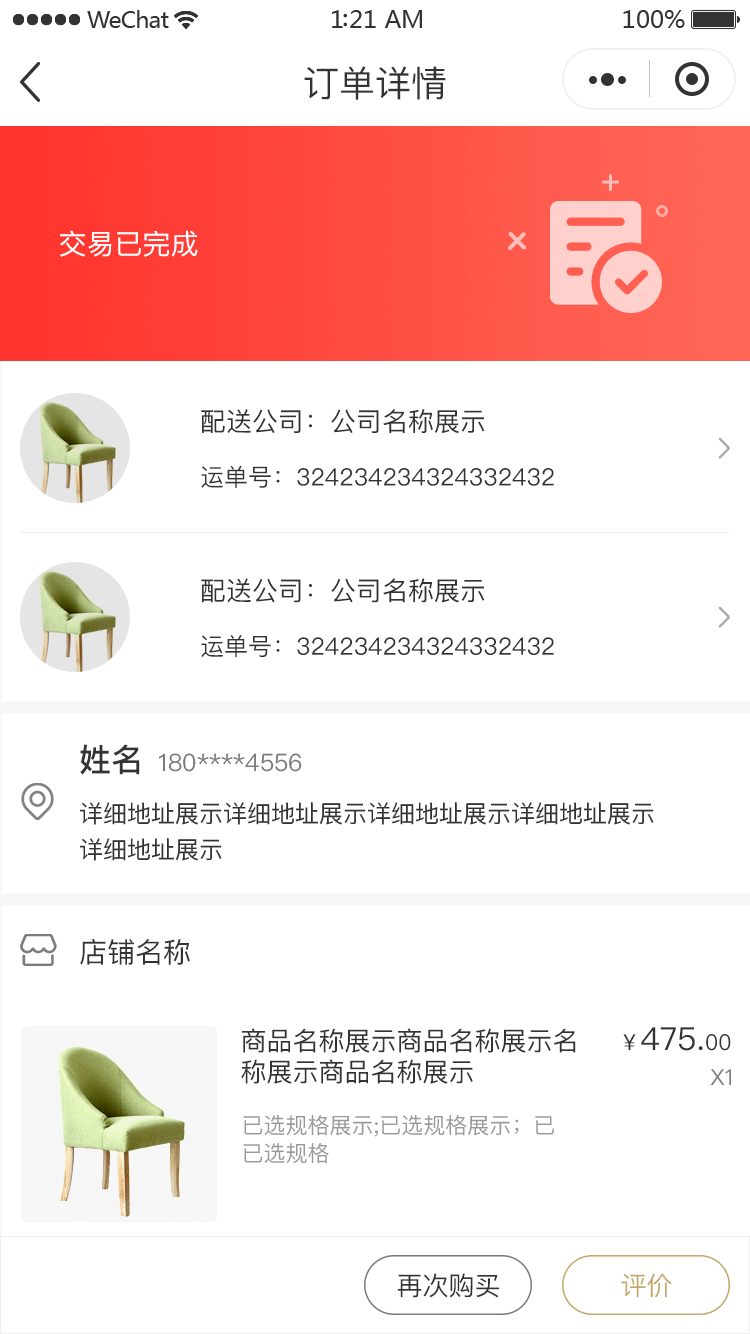 WeChat 1:21 AM 100%
订单详情
交易已完成
配送公司：公司名称展示
运单号：324234234324332432
配送公司：公司名称展示
运单号：324234234324332432
姓名 180****4556
详细地址展示详细地址展示详细地址展示详细地址展示
详细地址展示
店铺名称
商品名称展示商品名称展示名 ¥475.00
称展示商品名称展示 X1
已选规格展示;已选规格展示；已
已选规格
再次购买 评价